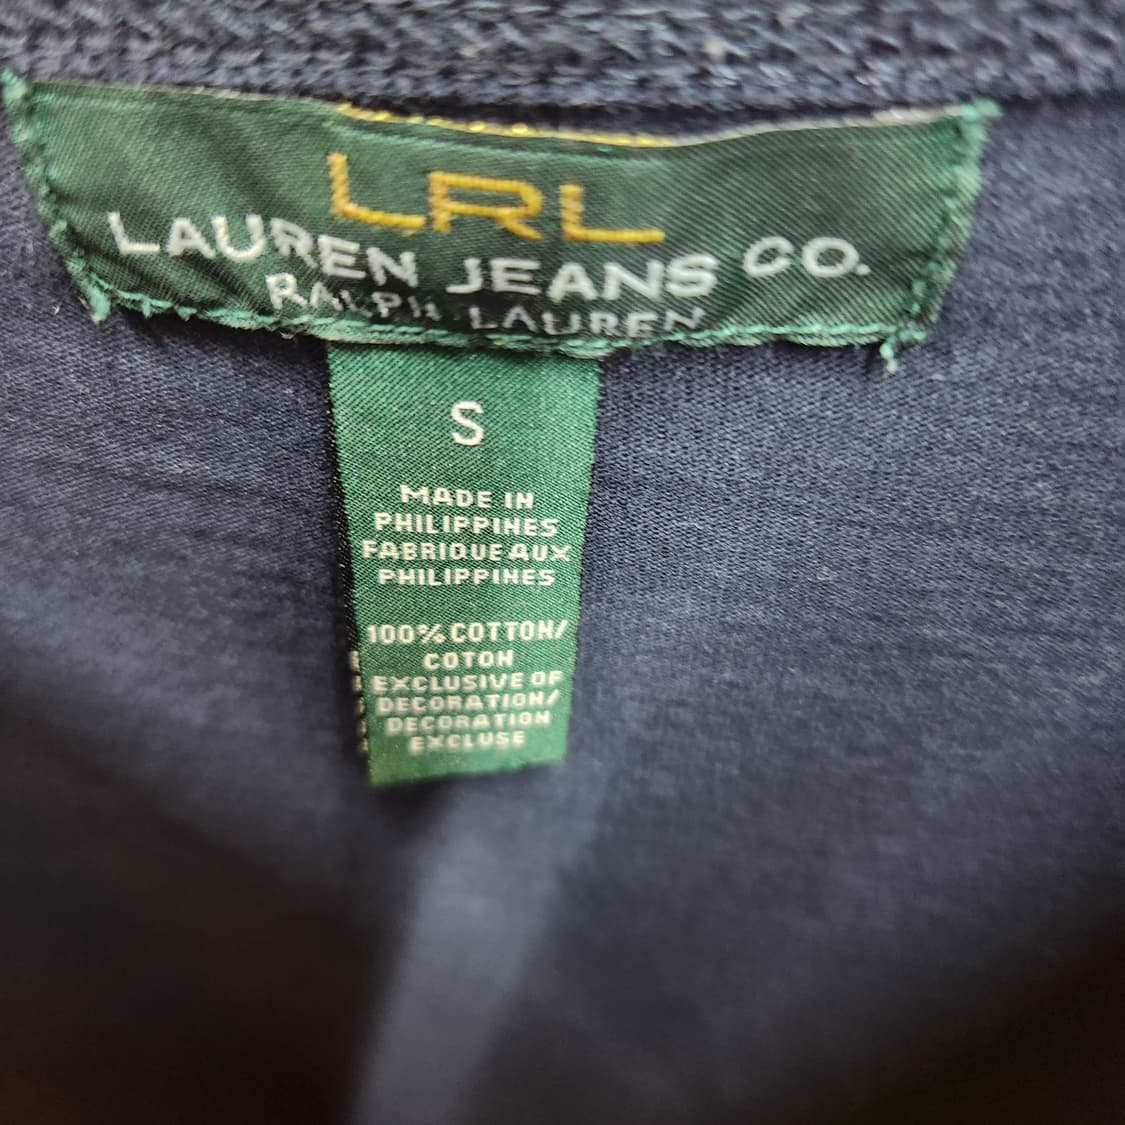 LRL
LAUREN JEANS CO.
RALPH LAUREN
S
MADE IN
PHILIPPINES
FABRIQUE AUX
PHILIPPINES
100% COTTON/
COTON
EXCLUSIVE OF
DECORATION/
DECORATION
EXCLUSE